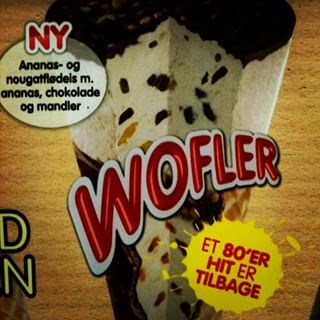 NY
Ananas- og
nougatflødeis m.
ananas, chokolade
og mandler
WOFLER
ET 80'ER
HIT ER
TILBAGE